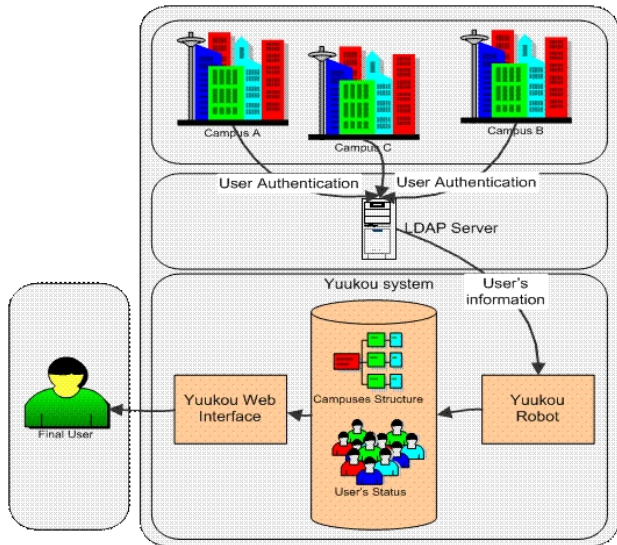 Campus A
Campus C
Campus B
User Authentication
User Authentication
LDAP Server
User's
information
Yuukou system
Campuses Structure
User's Status
Yuukou Web
Interface
Yuukou
Robot
Final User